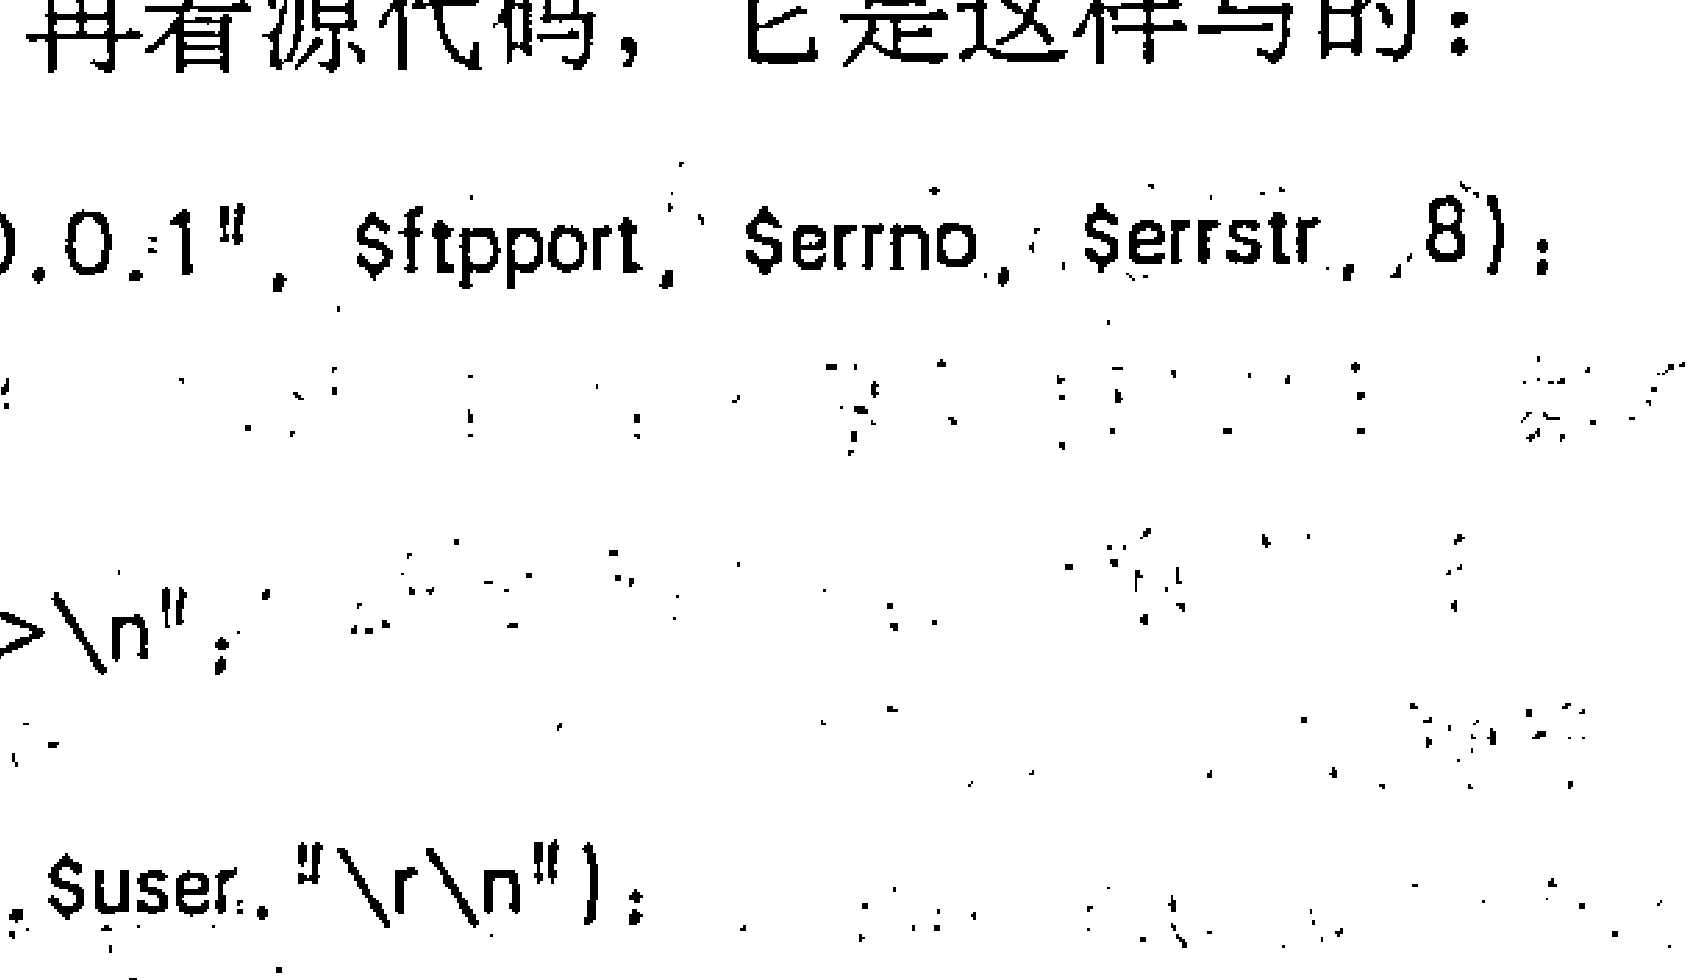 再看源代码，它是这样写的：
0.0.1", $ftpport, $errno, $errstr, 8);
>\n";
.$user."\r\n");